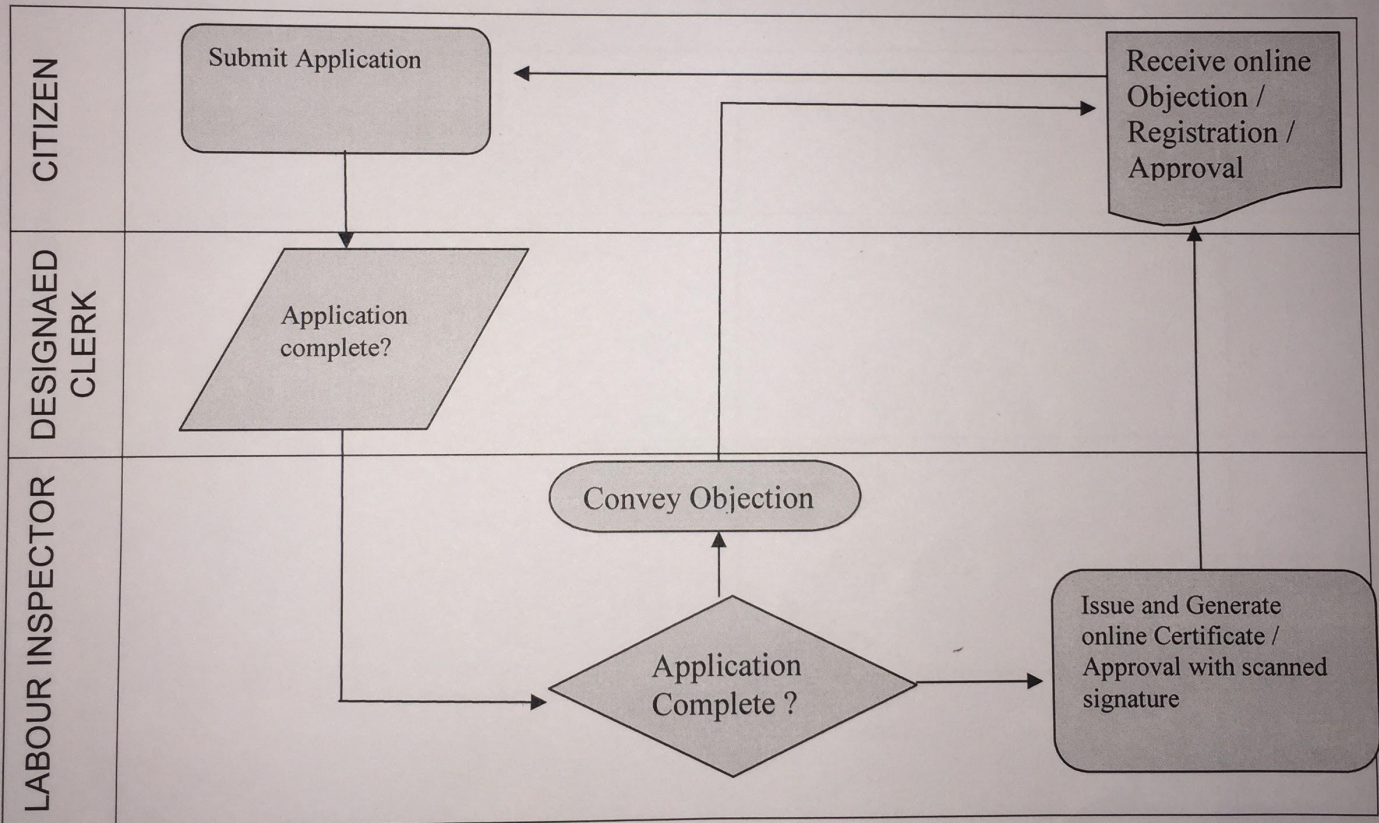 CITIZEN
Submit Application
Receive online
Objection /
Registration /
Approval
DESIGNAED
CLERK
Application
complete?
LABOUR INSPECTOR
Convey Objection
Application
Complete ?
Issue and Generate
online Certificate /
Approval with scanned
signature